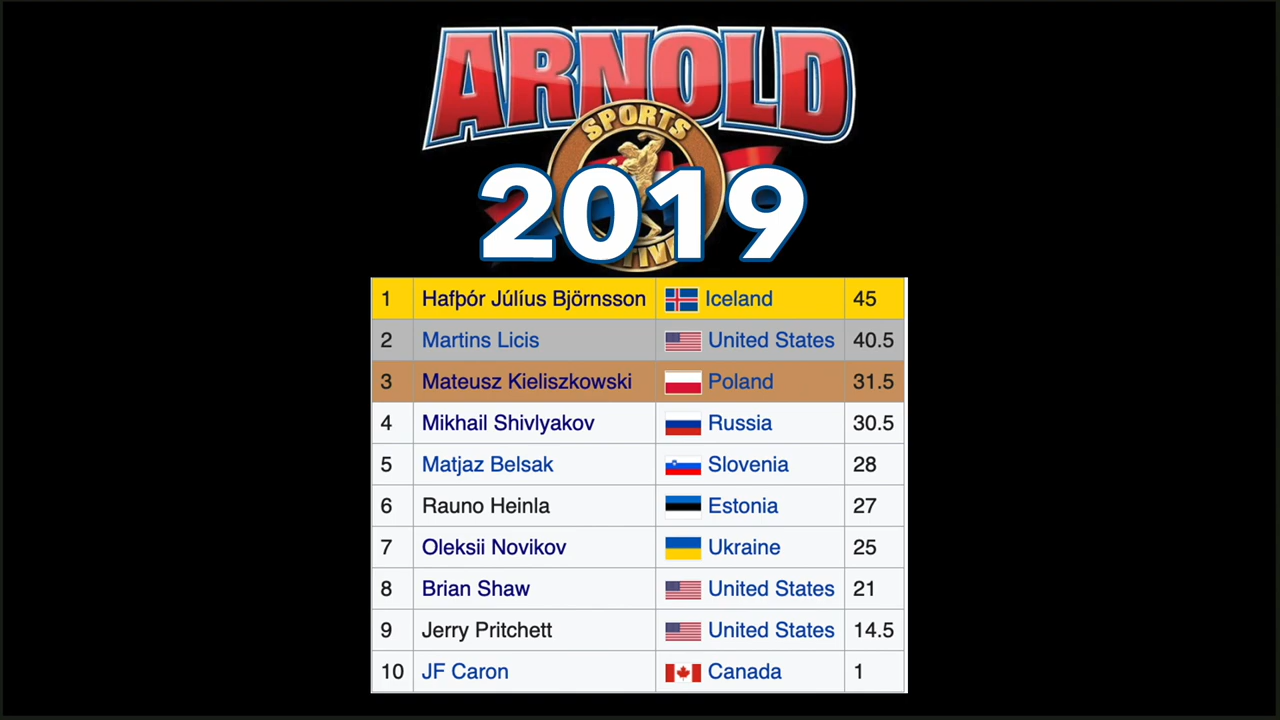 ARNOLD
SPORTS
2019
1 Hafþór Júlíus Björnsson Iceland 45
2 Martins Licis United States 40.5
3 Mateusz Kieliszkowski Poland 31.5
4 Mikhail Shivlyakov Russia 30.5
5 Matjaz Belsak Slovenia 28
6 Rauno Heinla Estonia 27
7 Oleksii Novikov Ukraine 25
8 Brian Shaw United States 21
9 Jerry Pritchett United States 14.5
10 JF Caron Canada 1